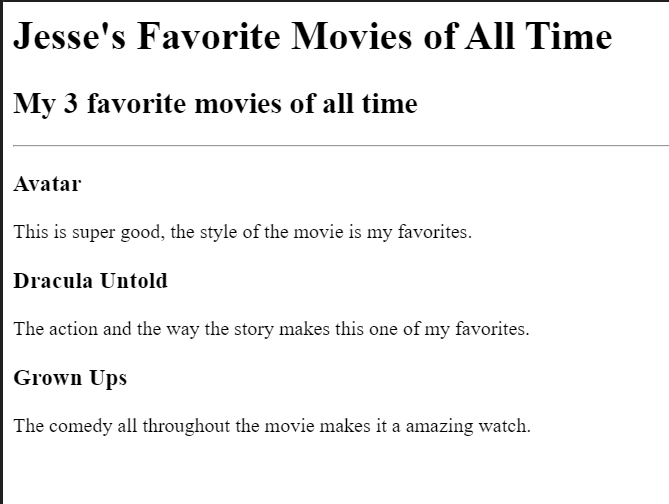 Jesse's Favorite Movies of All Time
My 3 favorite movies of all time
Avatar
This is super good, the style of the movie is my favorites.
Dracula Untold
The action and the way the story makes this one of my favorites.
Grown Ups
The comedy all throughout the movie makes it a amazing watch.